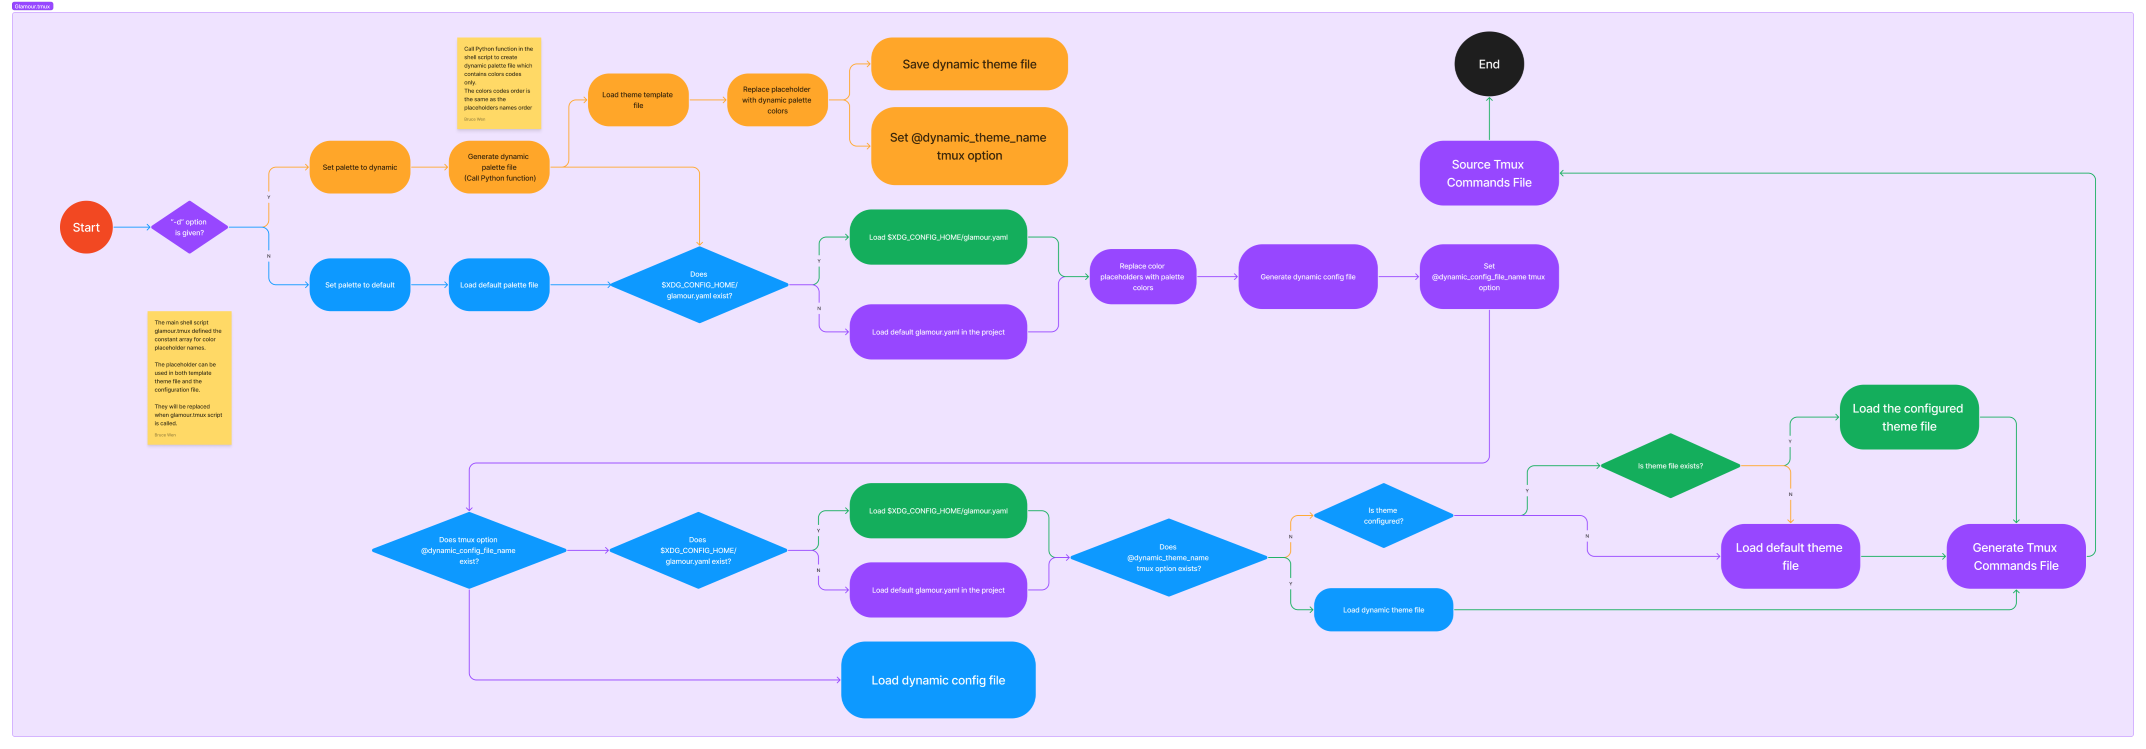 Glamour.tmux
Call Python function in the
shell script to create
dynamic palette file which
contains colors codes
only.
The colors codes order is
the same as the
placeholders names order
Bruce Wen
Save dynamic theme file
End
Load theme template
file
Replace placeholder
with dynamic palette
colors
Set @dynamic_theme_name
tmux option
Set palette to dynamic
Generate dynamic
palette file
(Call Python function)
Source Tmux
Commands File
Y
Start
"-d" option
is given?
N
Set palette to default
Load default palette file
Does
$XDG_CONFIG_HOME/
glamour.yaml exist?
Y
Load $XDG_CONFIG_HOME/glamour.yaml
N
Load default glamour.yaml in the project
Replace color
placeholders with palette
colors
Generate dynamic config file
Set
@dynamic_config_file_name tmux
option
The main shell script
glamour.tmux defined the
constant array for color
placeholder names.
The placeholder can be
used in both template
theme file and the
configuration file.
They will be replaced
when glamour.tmux script
is called.
Bruce Wen
Does tmux option
@dynamic_config_file_name
exist?
Does
$XDG_CONFIG_HOME/
glamour.yaml exist?
Y
Load $XDG_CONFIG_HOME/glamour.yaml
N
Load default glamour.yaml in the project
Load dynamic config file
Does
@dynamic_theme_name
tmux option exists?
N
Is theme
configured?
Y
Load dynamic theme file
Y
Is theme file exists?
Y
Load the configured
theme file
N
N
Load default theme
file
Generate Tmux
Commands File